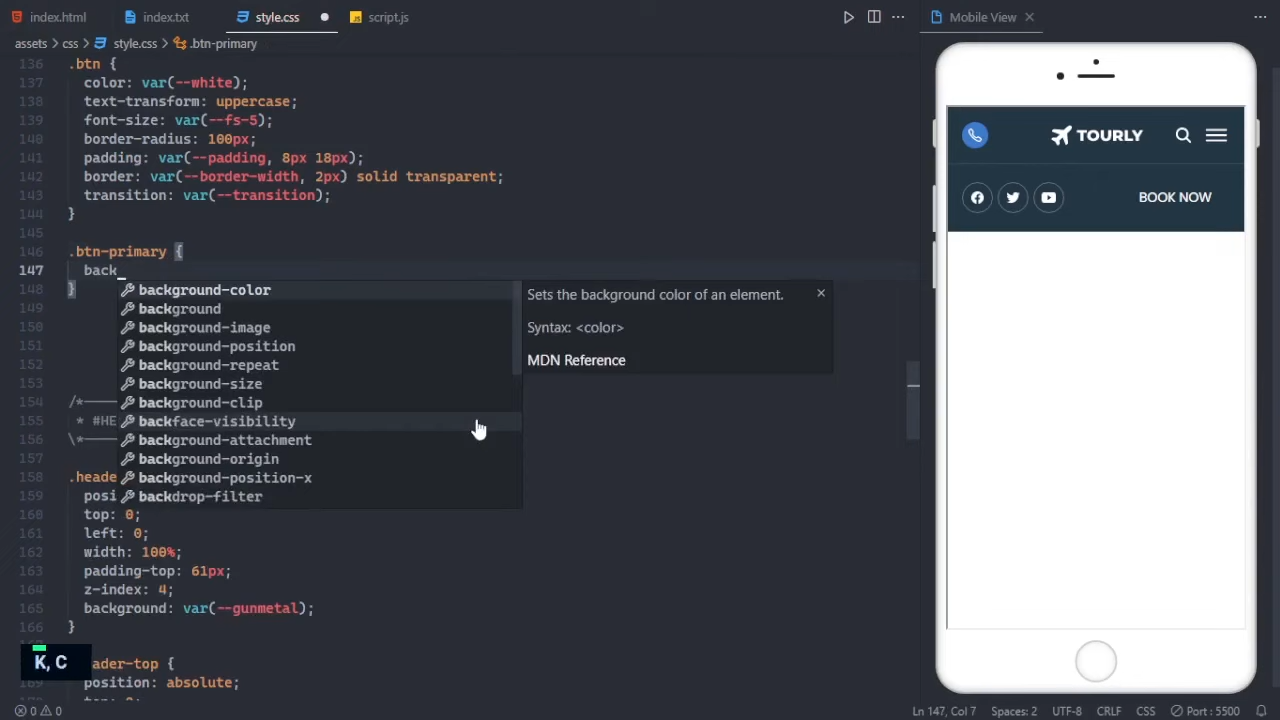 index.html
index.txt
style.css
script.js
Mobile View
assets > css > style.css > .btn-primary
136 .btn {
137 color: var(--white);
138 text-transform: uppercase;
139 font-size: var(--fs-5);
140 border-radius: 100px;
141 padding: var(--padding, 8px 18px);
142 border: var(--border-width, 2px) solid transparent;
143 transition: var(--transition);
144 }
145
146 .btn-primary {
147 back_
148 }
149
150
151
152
153
154 /*
155 * #HE
156 \*
157
158 .heade
159 posi
160 top: 0;
161 left: 0;
162 width: 100%;
163 padding-top: 61px;
164 z-index: 4;
165 background: var(--gunmetal);
166 }
ader-top {
169 position: absolute;
background-color
background
background-image
background-position
background-repeat
background-size
background-clip
backface-visibility
background-attachment
background-origin
background-position-x
backdrop-filter
Sets the background color of an element.
Syntax: <color>
MDN Reference
TOURLY
BOOK NOW
K, C
0 0
Ln 147, Col 7
Spaces: 2
UTF-8
CRLF
CSS
Port : 5500